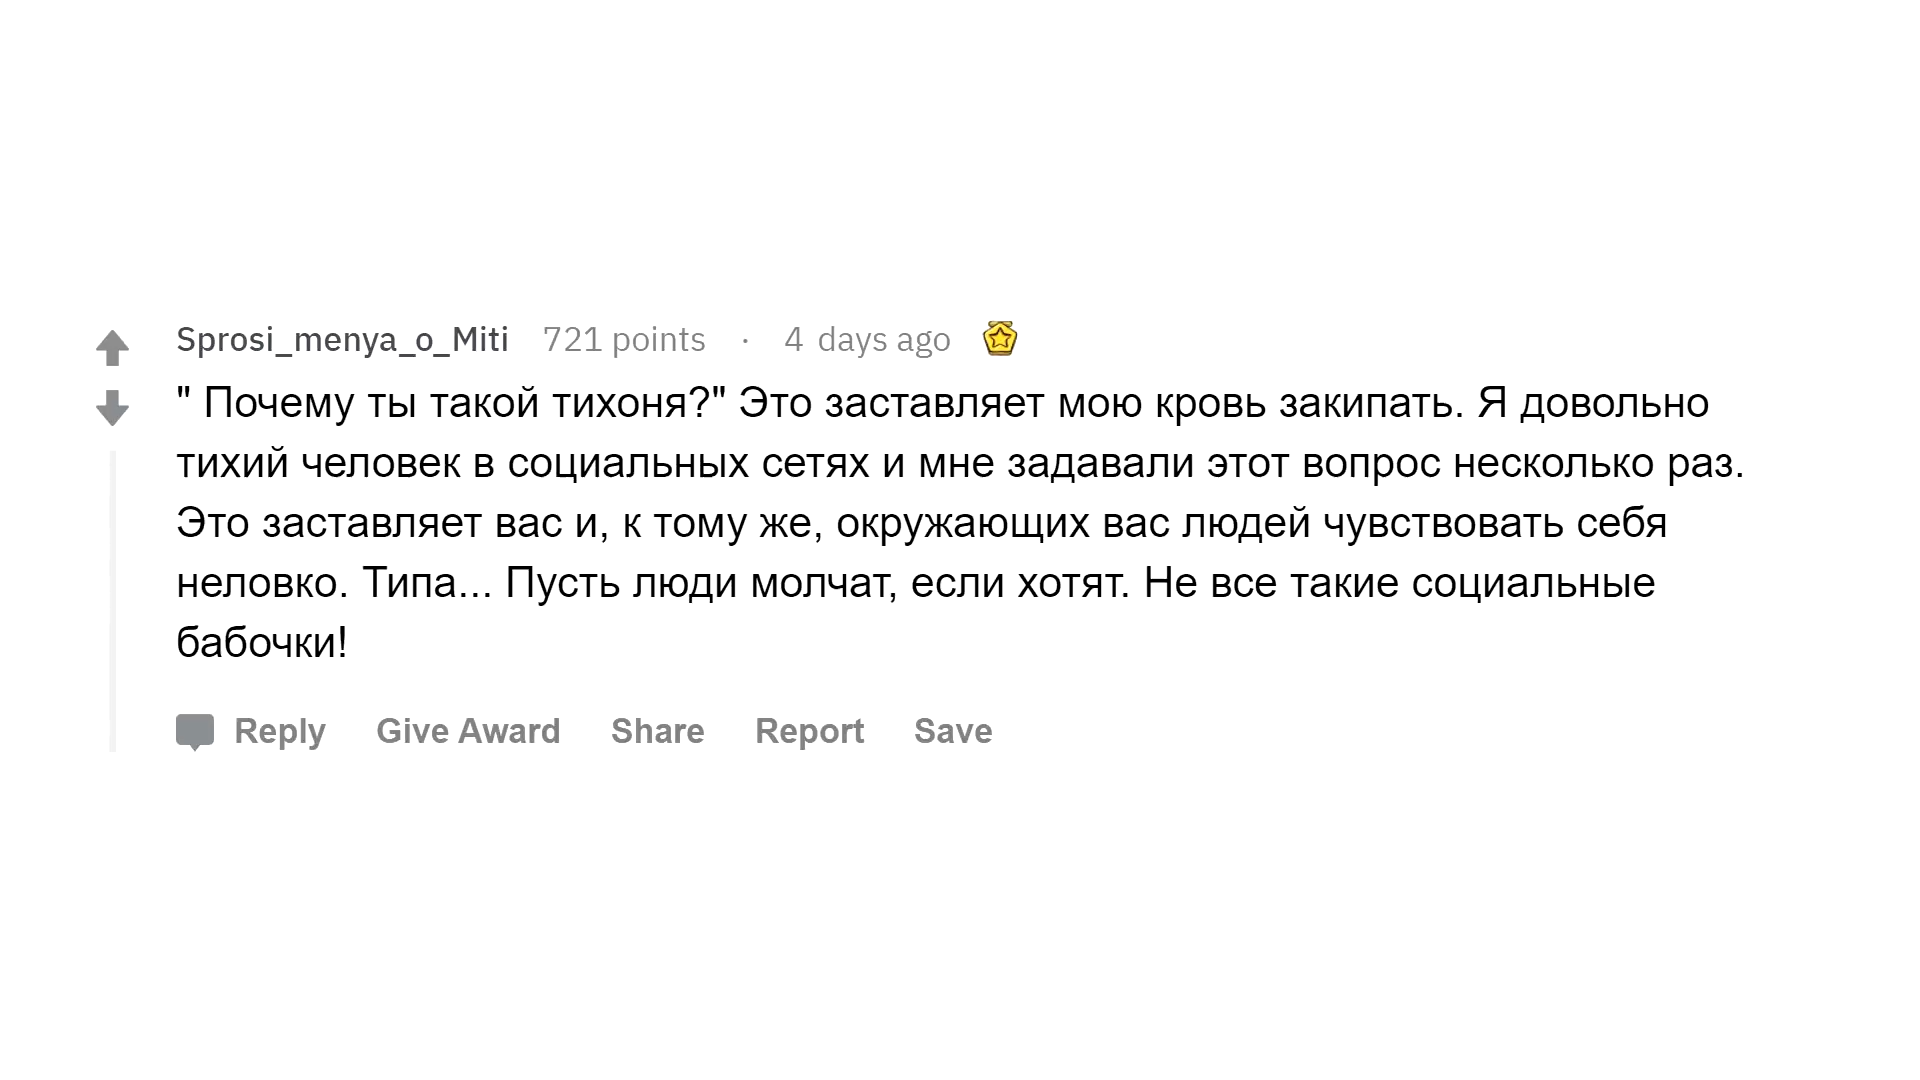 Sprosi_menya_o_Miti 721 points · 4 days ago
" Почему ты такой тихоня?" Это заставляет мою кровь закипать. Я довольно
тихий человек в социальных сетях и мне задавали этот вопрос несколько раз.
Это заставляет вас и, к тому же, окружающих вас людей чувствовать себя
неловко. Типа... Пусть люди молчат, если хотят. Не все такие социальные
бабочки!
Reply Give Award Share Report Save